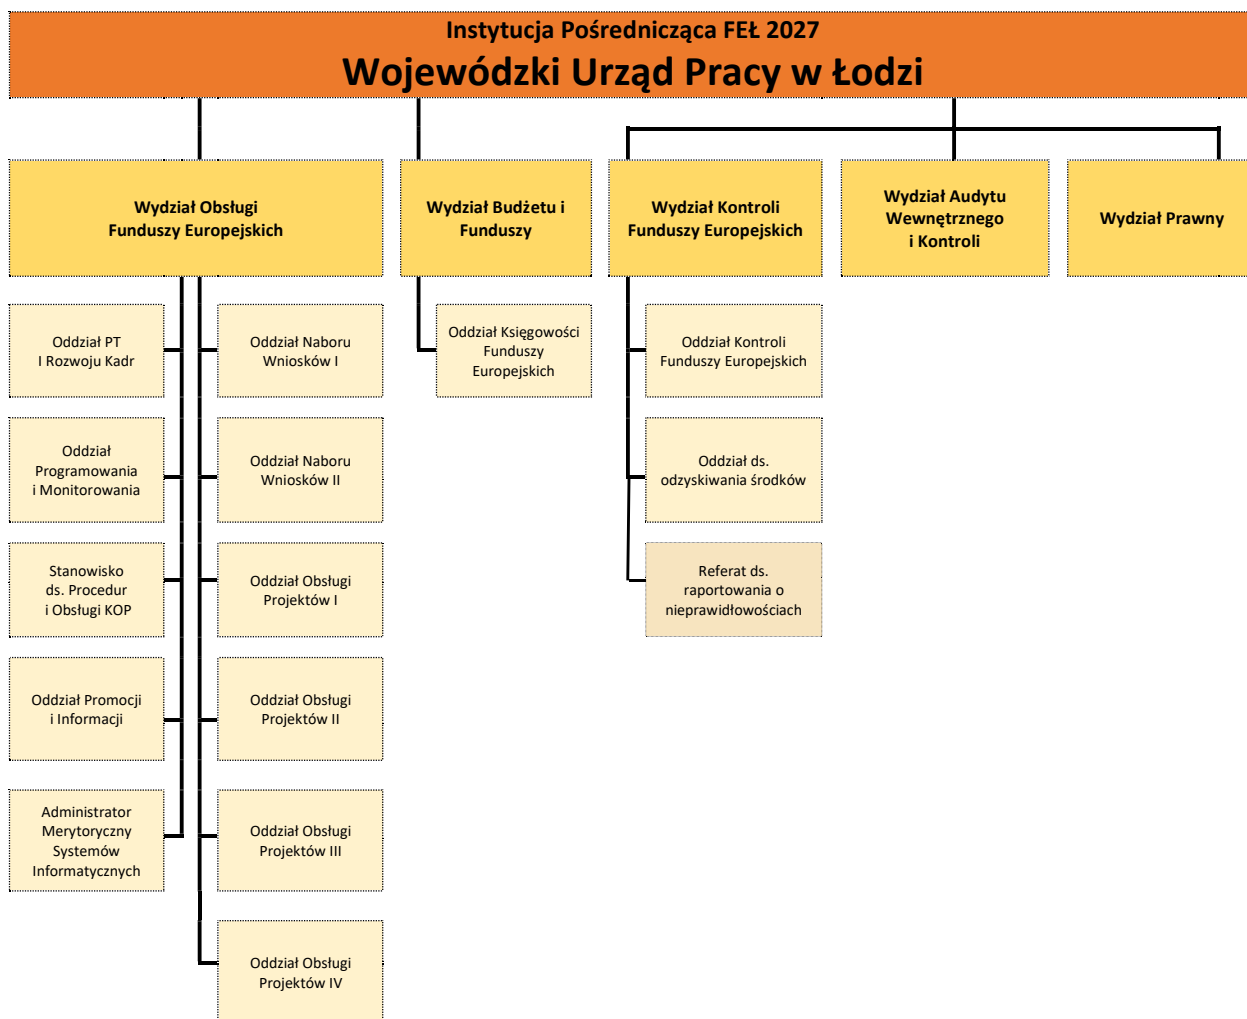 Instytucja Pośrednicząca FEŁ 2027
Wojewódzki Urząd Pracy w Łodzi
Wydział Obsługi
Funduszy Europejskich
Wydział Budżetu i
Funduszy
Wydział Kontroli
Funduszy Europejskich
Wydział Audytu
Wewnętrznego
i Kontroli
Wydział Prawny
Oddział PT
I Rozwoju Kadr
Oddział Naboru
Wniosków I
Oddział Księgowości
Funduszy
Europejskich
Oddział Kontroli
Funduszy Europejskich
Oddział
Programowania
i Monitorowania
Oddział Naboru
Wniosków II
Oddział ds.
odzyskiwania środków
Stanowisko
ds. Procedur
i Obsługi KOP
Oddział Obsługi
Projektów I
Referat ds.
raportowania o
nieprawidłowościach
Oddział Promocji
i Informacji
Oddział Obsługi
Projektów II
Administrator
Merytoryczny
Systemów
Informatycznych
Oddział Obsługi
Projektów III
Oddział Obsługi
Projektów IV